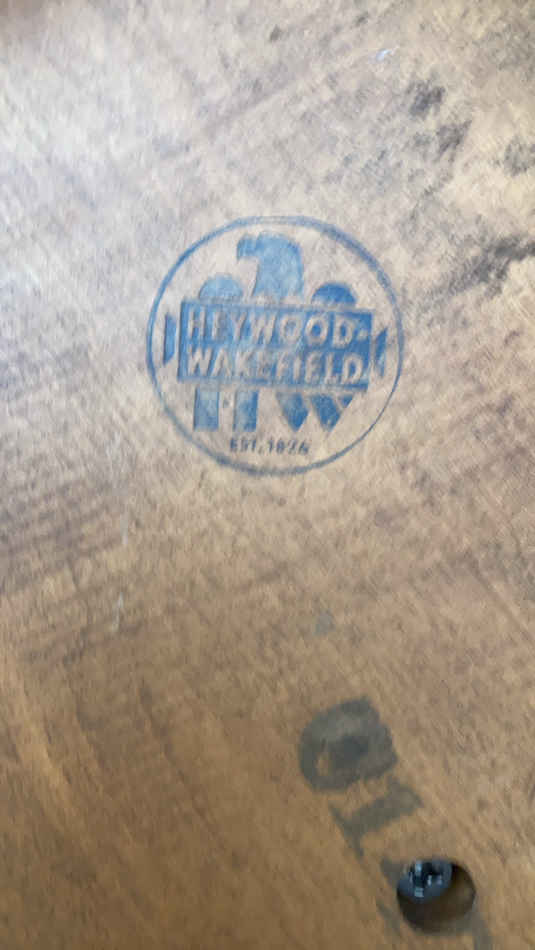 HEYWOOD-
WAKEFIELD
HW
EST. 1826